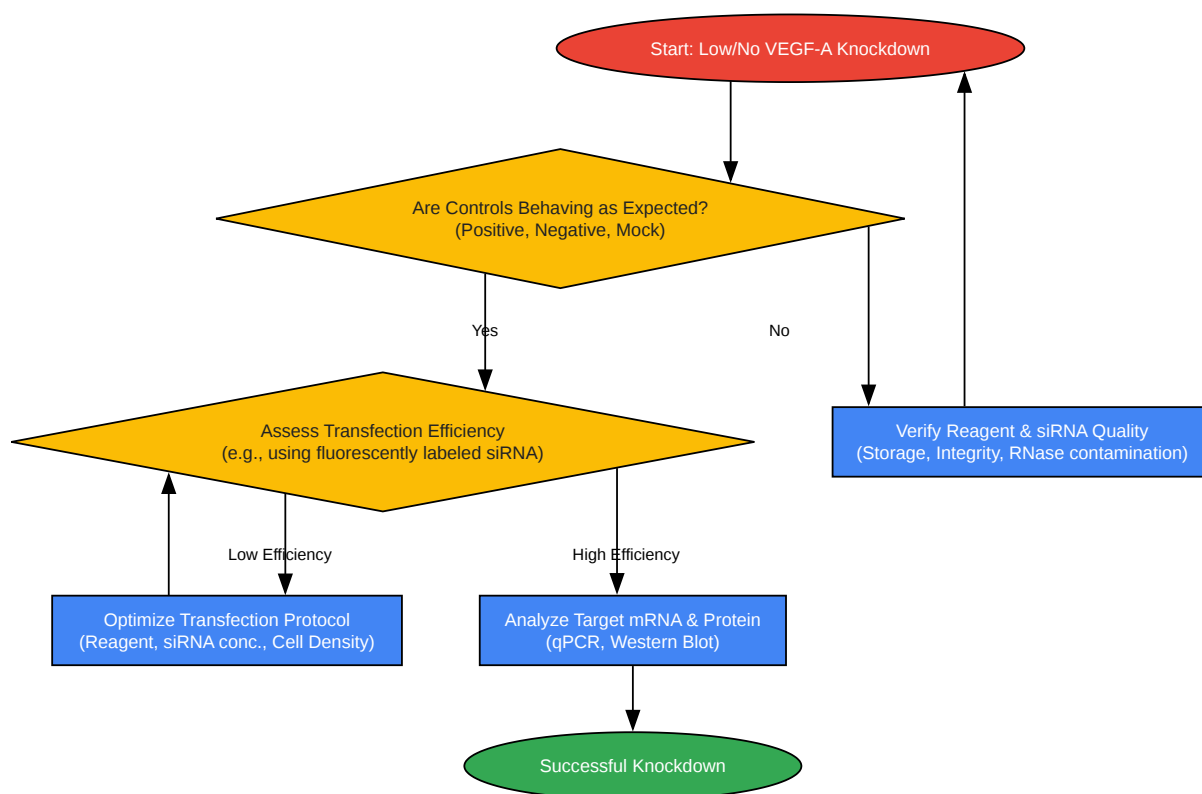 Start: Low/No VEGF-A Knockdown
Are Controls Behaving as Expected?
(Positive, Negative, Mock)
Yes
No
Assess Transfection Efficiency
(e.g., using fluorescently labeled siRNA)
Verify Reagent & siRNA Quality
(Storage, Integrity, RNase contamination)
Low Efficiency
High Efficiency
Optimize Transfection Protocol
(Reagent, siRNA conc., Cell Density)
Analyze Target mRNA & Protein
(qPCR, Western Blot)
Successful Knockdown